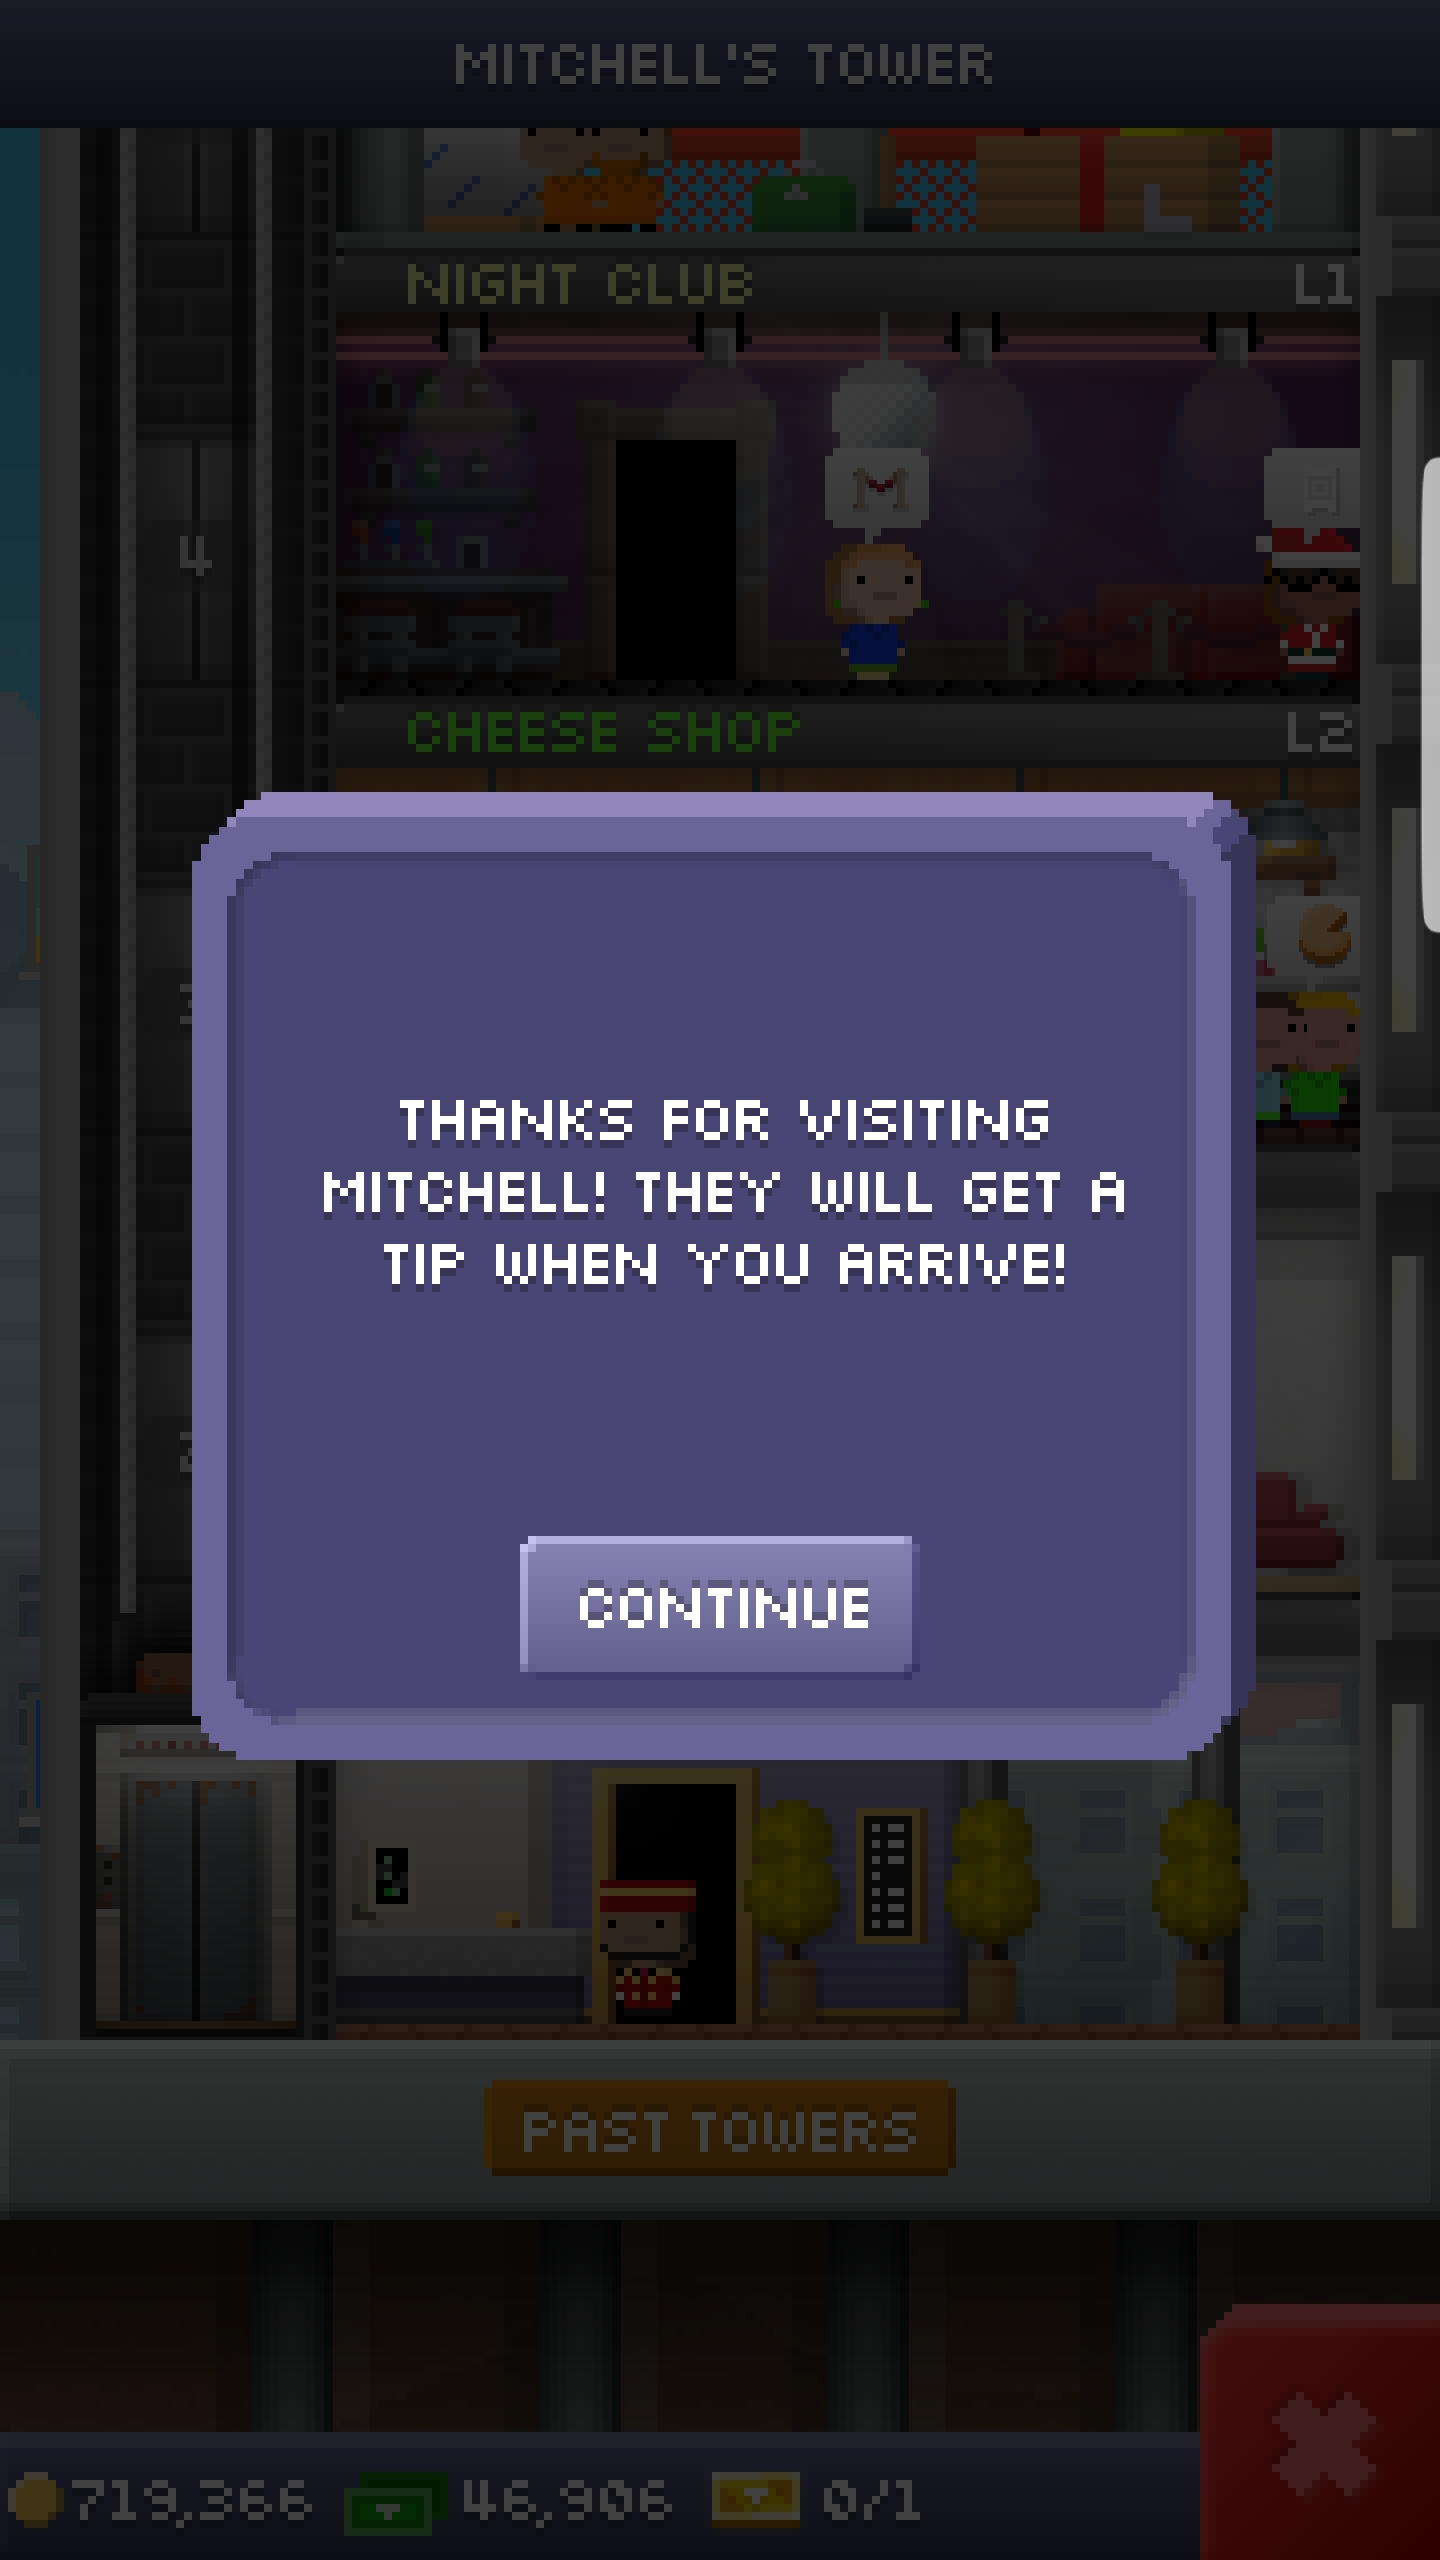 MITCHELL'S TOWER
NIGHT CLUB L1
4
CHEESE SHOP L2
THANKS FOR VISITING
MITCHELL! THEY WILL GET A
TIP WHEN YOU ARRIVE!
CONTINUE
PAST TOWERS
719,366 46,906 0/1